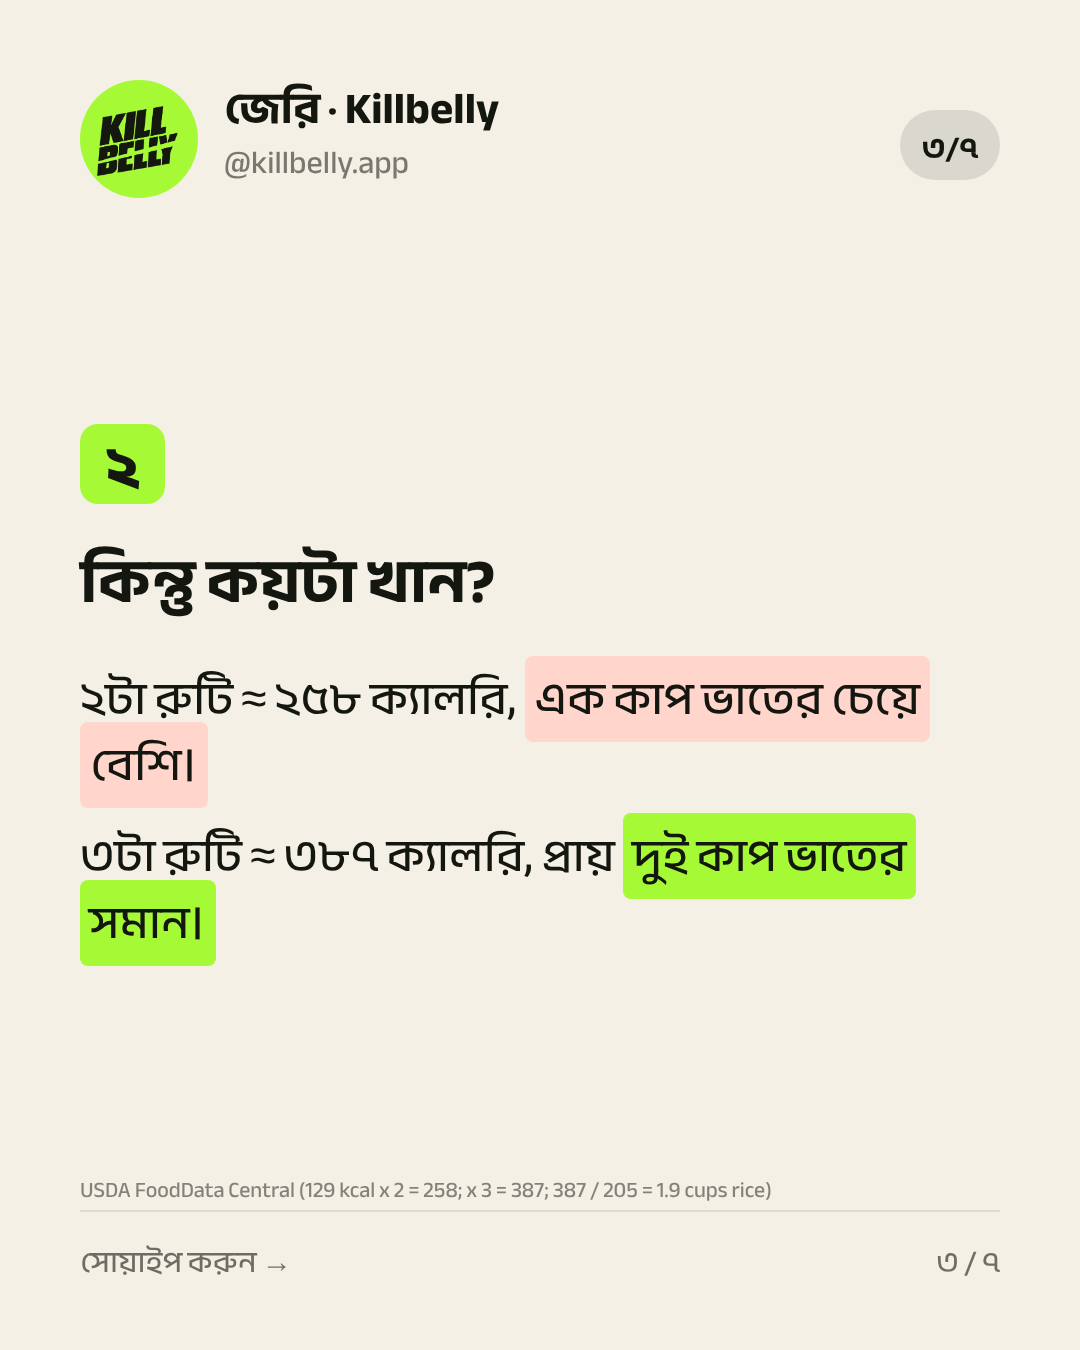 KILL
BELLY
BELLY
জেরি · Killbelly
@killbelly.app
৩/৭
২
কিন্তু কয়টা খান?
২টা রুটি ≈ ২৫৮ ক্যালরি, এক কাপ ভাতের চেয়ে
বেশি।
৩টা রুটি ≈ ৩৮৭ ক্যালরি, প্রায় দুই কাপ ভাতের
সমান।
USDA FoodData Central (129 kcal x 2 = 258; x 3 = 387; 387 / 205 = 1.9 cups rice)
সোয়াইপ করুন →
৩ / ৭